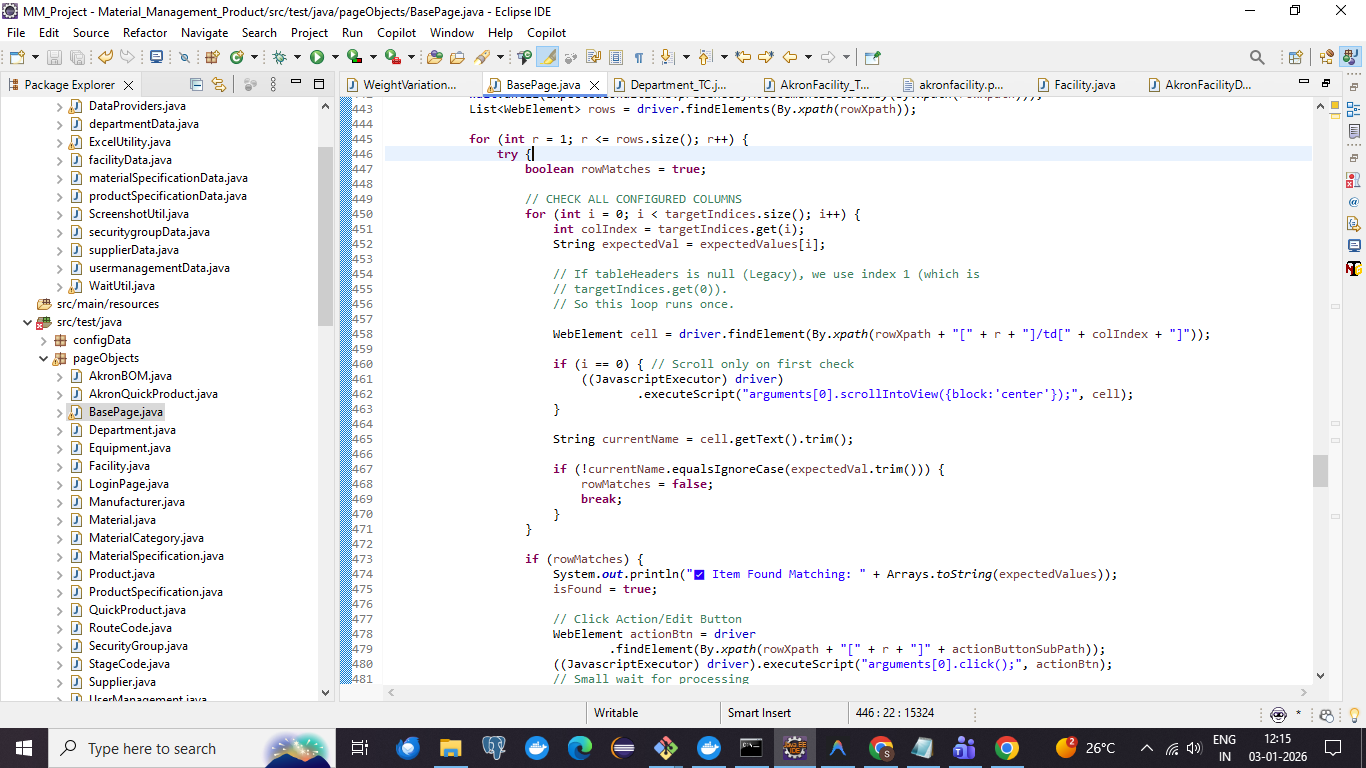 MM_Project - Material_Management_Product/src/test/java/pageObjects/BasePage.java - Eclipse IDE
File Edit Source Refactor Navigate Search Project Run Copilot Window Help Copilot
Package Explorer
WeightVariation...
BasePage.java
Department_TC.j...
AkronFacility_T...
akronfacility.p...
Facility.java
AkronFacilityD...
DataProviders.java
departmentData.java
ExcelUtility.java
facilityData.java
materialSpecificationData.java
productSpecificationData.java
ScreenshotUtil.java
securitygroupData.java
supplierData.java
usermanagementData.java
WaitUtil.java
src/main/resources
src/test/java
configData
pageObjects
AkronBOM.java
AkronQuickProduct.java
BasePage.java
Department.java
Equipment.java
Facility.java
LoginPage.java
Manufacturer.java
Material.java
MaterialCategory.java
MaterialSpecification.java
Product.java
ProductSpecification.java
QuickProduct.java
RouteCode.java
SecurityGroup.java
StageCode.java
Supplier.java
UserManagement.java
443 List<WebElement> rows = driver.findElements(By.xpath(rowXpath));
444
445 for (int r = 1; r <= rows.size(); r++) {
446 try {
447 boolean rowMatches = true;
448
449 // CHECK ALL CONFIGURED COLUMNS
450 for (int i = 0; i < targetIndices.size(); i++) {
451 int colIndex = targetIndices.get(i);
452 String expectedVal = expectedValues[i];
453
454 // If tableHeaders is null (Legacy), we use index 1 (which is
455 // targetIndices.get(0)).
456 // So this loop runs once.
457
458 WebElement cell = driver.findElement(By.xpath(rowXpath + "[" + r + "]/td[" + colIndex + "]"));
459
460 if (i == 0) { // Scroll only on first check
461 ((JavascriptExecutor) driver)
462 .executeScript("arguments[0].scrollIntoView({block:'center'});", cell);
463 }
464
465 String currentName = cell.getText().trim();
466
467 if (!currentName.equalsIgnoreCase(expectedVal.trim())) {
468 rowMatches = false;
469 break;
470 }
471 }
472
473 if (rowMatches) {
474 System.out.println("☑ Item Found Matching: " + Arrays.toString(expectedValues));
475 isFound = true;
476
477 // Click Action/Edit Button
478 WebElement actionBtn = driver
479 .findElement(By.xpath(rowXpath + "[" + r + "]" + actionButtonSubPath));
480 ((JavascriptExecutor) driver).executeScript("arguments[0].click();", actionBtn);
481 // Small wait for processing
Writable Smart Insert 446 : 22 : 15324
Type here to search
26°C
ENG
IN
12:15
03-01-2026